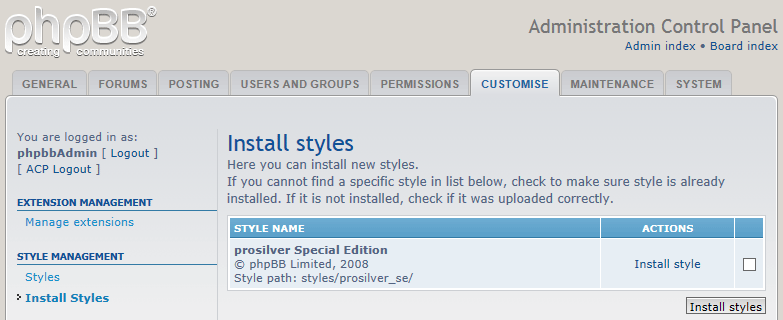 phpBB®
creating communities
Administration Control Panel
Admin index • Board index
GENERAL FORUMS POSTING USERS AND GROUPS PERMISSIONS CUSTOMISE MAINTENANCE SYSTEM
You are logged in as:
phpbbAdmin [ Logout ]
[ ACP Logout ]
EXTENSION MANAGEMENT
Manage extensions
STYLE MANAGEMENT
Styles
Install Styles
Install styles
Here you can install new styles.
If you cannot find a specific style in list below, check to make sure style is already
installed. If it is not installed, check if it was uploaded correctly.
STYLE NAME ACTIONS
prosilver Special Edition
© phpBB Limited, 2008
Style path: styles/prosilver_se/
Install style
Install styles